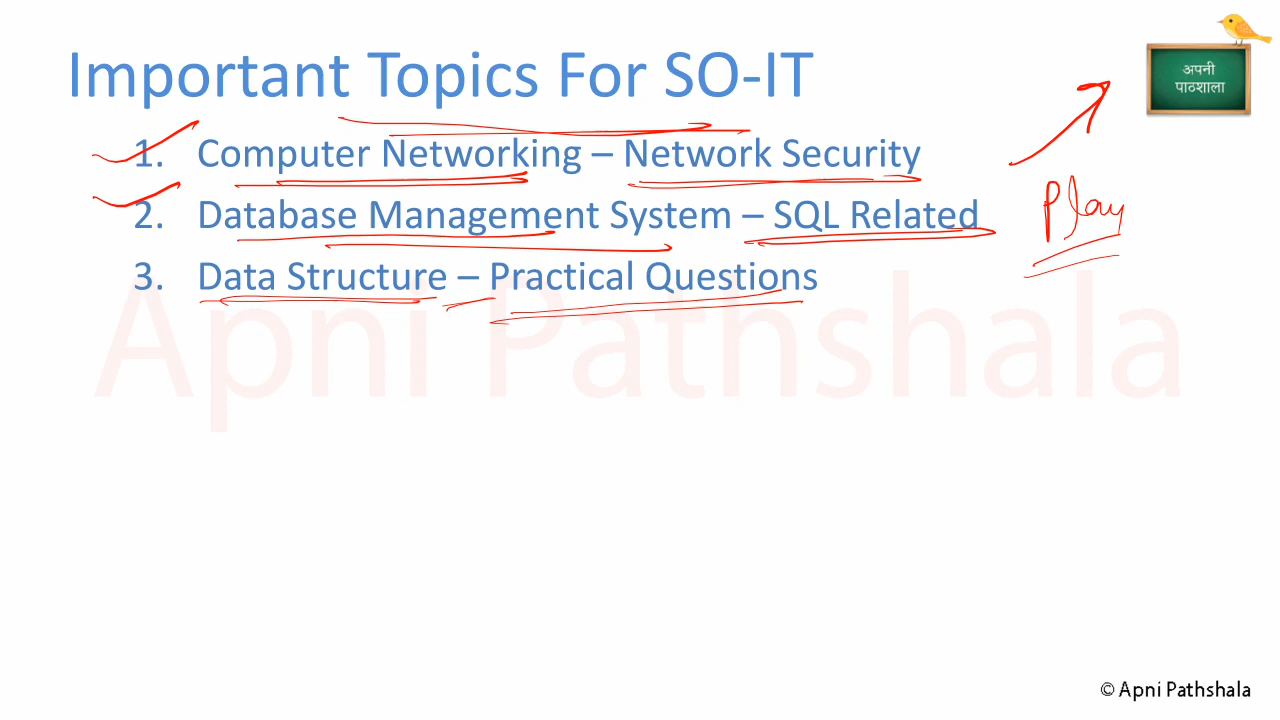 Important Topics For SO-IT
अपनी
पाठशाला
1. Computer Networking – Network Security
2. Database Management System – SQL Related
Play
3. Data Structure – Practical Questions
Apni Pathshala
© Apni Pathshala